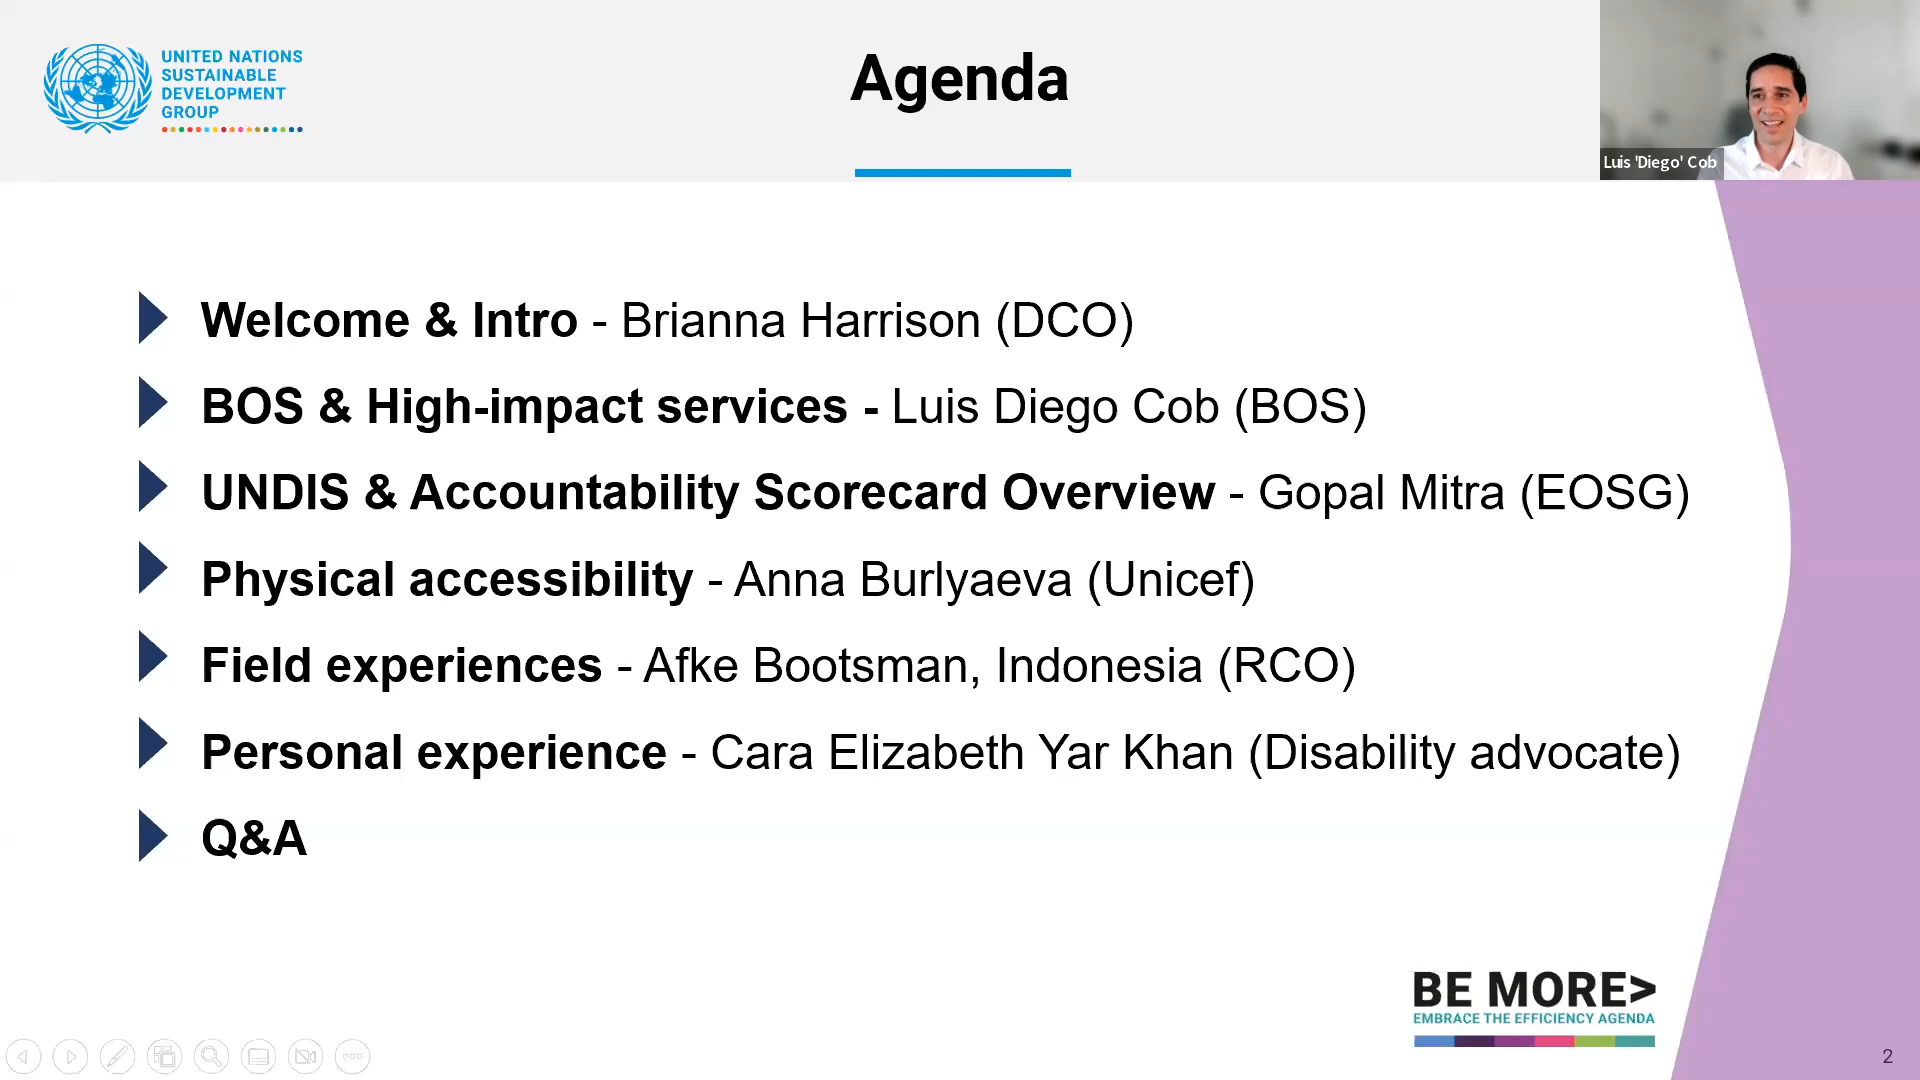 UNITED NATIONS
SUSTAINABLE
DEVELOPMENT
GROUP
Agenda
Luis 'Diego' Cob
Welcome & Intro - Brianna Harrison (DCO)
BOS & High-impact services - Luis Diego Cob (BOS)
UNDIS & Accountability Scorecard Overview - Gopal Mitra (EOSG)
Physical accessibility - Anna Burlyaeva (Unicef)
Field experiences - Afke Bootsman, Indonesia (RCO)
Personal experience - Cara Elizabeth Yar Khan (Disability advocate)
Q&A
BE MORE>
EMBRACE THE EFFICIENCY AGENDA
2